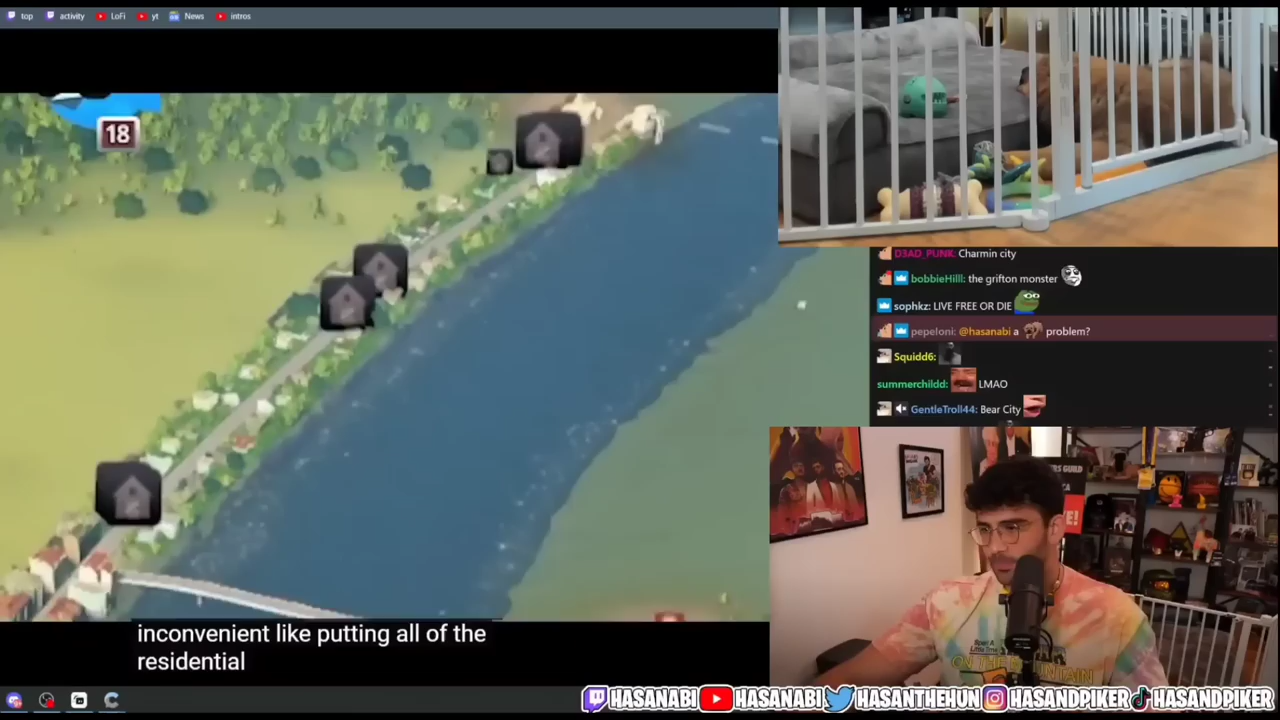 top
activity
LoFi
yt
News
intros
18
D3AD_PUNK: Charmin city
bobbieHilll: the grifton monster
sophkz: LIVE FREE OR DIE
pepeIoni: @hasanabi a problem?
Squidd6:
summerchildd: LMAO
GentleTroll44: Bear City
inconvenient like putting all of the
residential
HASANABI
HASANABI
HASANTHEHUN
HASANDPIKER
HASANDPIKER